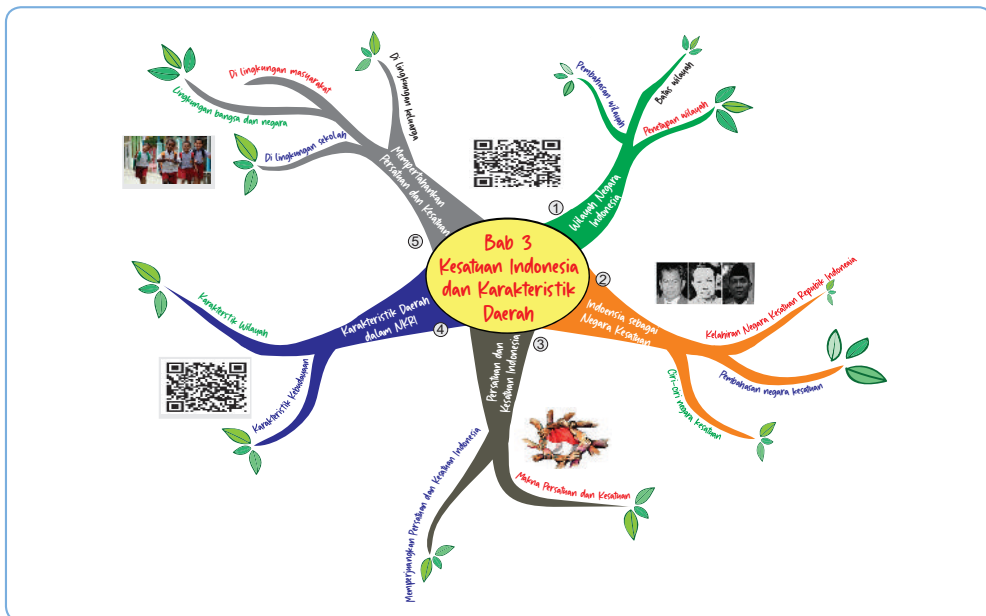 Bab 3
Kesatuan Indonesia
dan Karakteristik
Daerah
1
Wilayah Negara
Indonesia
Pembahasan wilayah
Batas wilayah
Penetapan wilayah
2
Indoensia sebagai
Negara Kesatuan
Kelahiran Negara Kesatuan Republik Indonesia
Pembahasan negara kesatuan
Ciri-ciri negara kesatuan
3
Persatuan dan
Kesatuan Indonesia
Makna Persatuan dan Kesatuan
Memperjuangkan Persatuan dan Kesatuan Indonesia
4
Karakteristik Daerah
dalam NKRI
Karakteristik Wilayah
Karakteristik Kebudayaan
5
Mempertahankan
Persatuan dan Kesatuan
Di lingkungan keluarga
Di lingkungan masyarakat
Lingkungan bangsa dan negara
Di lingkungan sekolah